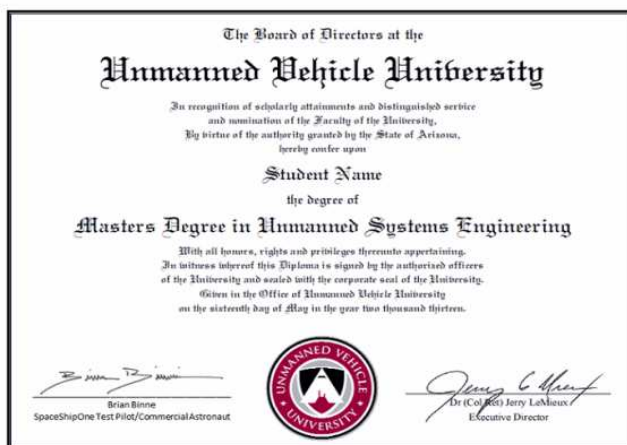 The Board of Directors at the
Unmanned Vehicle University
In recognition of scholarly attainments and distinguished service
and nomination of the Faculty of the University,
By virtue of the authority granted by the State of Arizona,
hereby confer upon
Student Name
the degree of
Masters Degree in Unmanned Systems Engineering
With all honors, rights and privileges thereunto appertaining.
In witness whereof this Diploma is signed by the authorized officers
of the University and sealed with the corporate seal of the University.
Given in the Office of Unmanned Vehicle University
on the sixteenth day of May in the year two thousand thirteen.
UNMANNED VEHICLE
UNIVERSITY
Brian Binne
SpaceShipOne Test Pilot/Commercial Astronaut
Dr (Col Ret) Jerry LeMieux
Executive Director